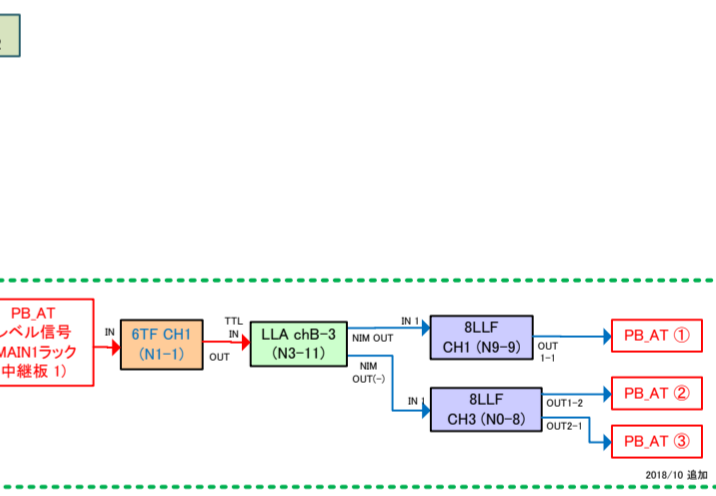 PB_AT
レベル信号
MAIN1ラック
中継板 1)
IN
6TF CH1
(N1-1)
OUT
TTL
IN
LLA chB-3
(N3-11)
NIM OUT
NIM
OUT(-)
IN 1
8LLF
CH1 (N9-9)
OUT
1-1
PB_AT ①
IN 1
8LLF
CH3 (N0-8)
OUT1-2
OUT2-1
PB_AT ②
PB_AT ③
2018/10 追加